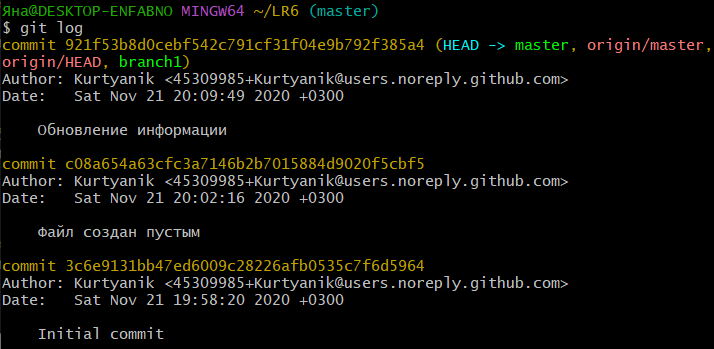 Яна@DESKTOP-ENFABNO MINGW64 ~/LR6 (master)
$ git log
commit 921f53b8d0cebf542c791cf31f04e9b792f385a4 (HEAD -> master, origin/master,
origin/HEAD, branch1)
Author: Kurtyanik <45309985+Kurtyanik@users.noreply.github.com>
Date:   Sat Nov 21 20:09:49 2020 +0300
    Обновление информации
commit c08a654a63cfc3a7146b2b7015884d9020f5cbf5
Author: Kurtyanik <45309985+Kurtyanik@users.noreply.github.com>
Date:   Sat Nov 21 20:02:16 2020 +0300
    Файл создан пустым
commit 3c6e9131bb47ed6009c28226afb0535c7f6d5964
Author: Kurtyanik <45309985+Kurtyanik@users.noreply.github.com>
Date:   Sat Nov 21 19:58:20 2020 +0300
    Initial commit